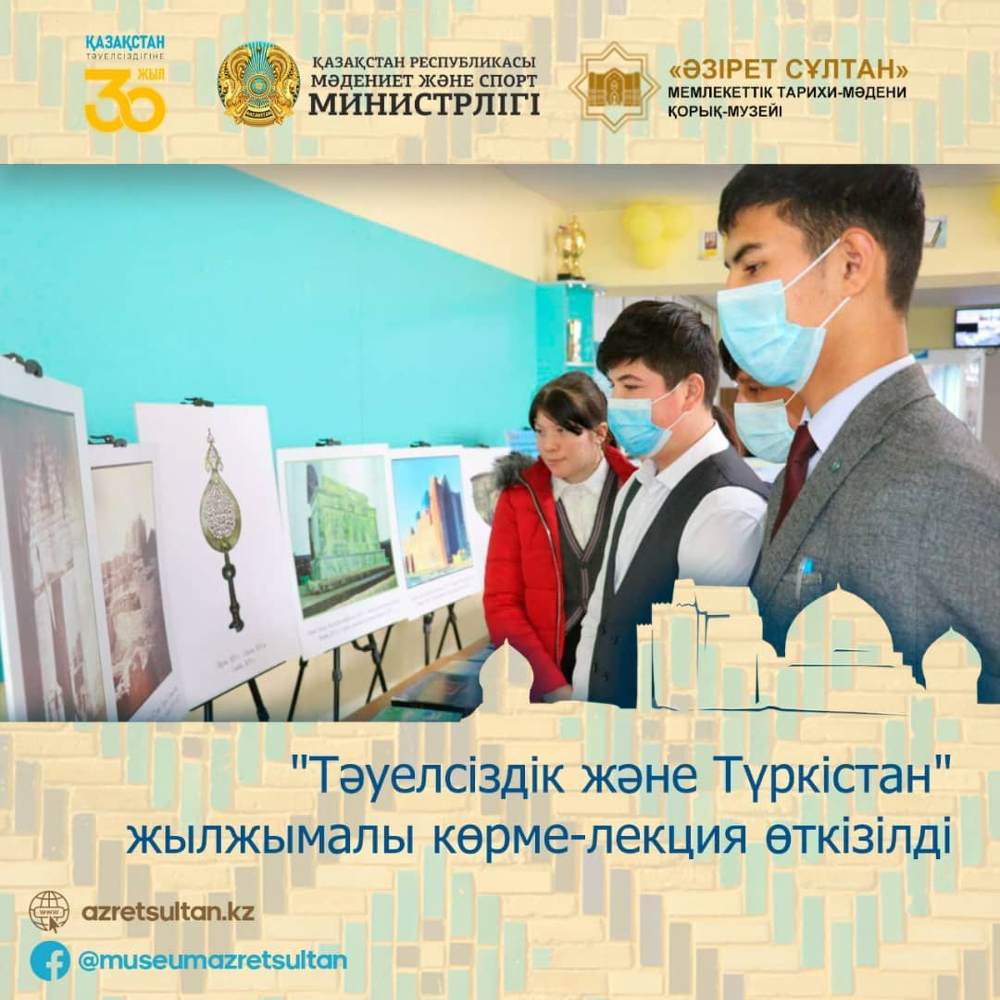 ҚАЗАҚСТАН
ТӘУЕЛСІЗДІГІНЕ
30 ЖЫЛ
ҚАЗАҚСТАН РЕСПУБЛИКАСЫ
МӘДЕНИЕТ ЖӘНЕ СПОРТ
МИНИСТРЛІГІ
«ӘЗІРЕТ СҰЛТАН»
МЕМЛЕКЕТТІК ТАРИХИ-МӘДЕНИ
ҚОРЫҚ-МУЗЕЙІ
"Тәуелсіздік және Түркістан"
жылжымалы көрме-лекция өткізілді
www
azretsultan.kz
@museumazretsultan